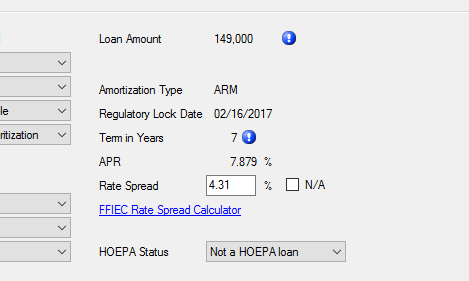 Loan Amount 149,000
Amortization Type ARM
le Regulatory Lock Date 02/16/2017
ritization Term in Years 7
APR 7.879 %
Rate Spread 4.31 % N/A
FFIEC Rate Spread Calculator
HOEPA Status Not a HOEPA loan